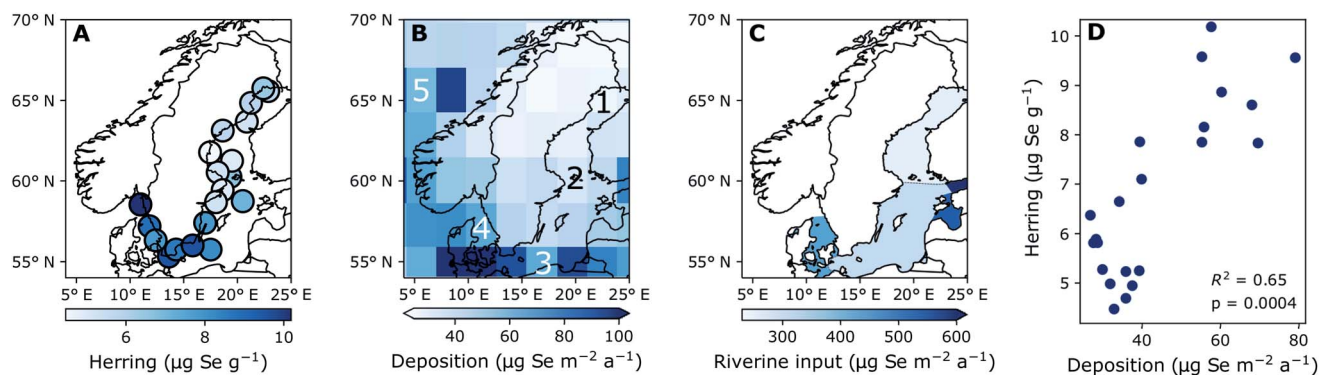 A
70° N
65° N
60° N
55° N
5° E
10° E
15° E
20° E
25° E
6
8
10
Herring (µg Se g⁻¹)
B
70° N
65° N
60° N
55° N
5
1
2
4
3
5° E
10° E
15° E
20° E
25° E
40
60
80
100
Deposition (µg Se m⁻² a⁻¹)
C
70° N
65° N
60° N
55° N
5° E
10° E
15° E
20° E
25° E
300
400
500
600
Riverine input (µg Se m⁻² a⁻¹)
D
Herring (µg Se g⁻¹)
10
9
8
7
6
5
R² = 0.65
p = 0.0004
40
60
80
Deposition (µg Se m⁻² a⁻¹)